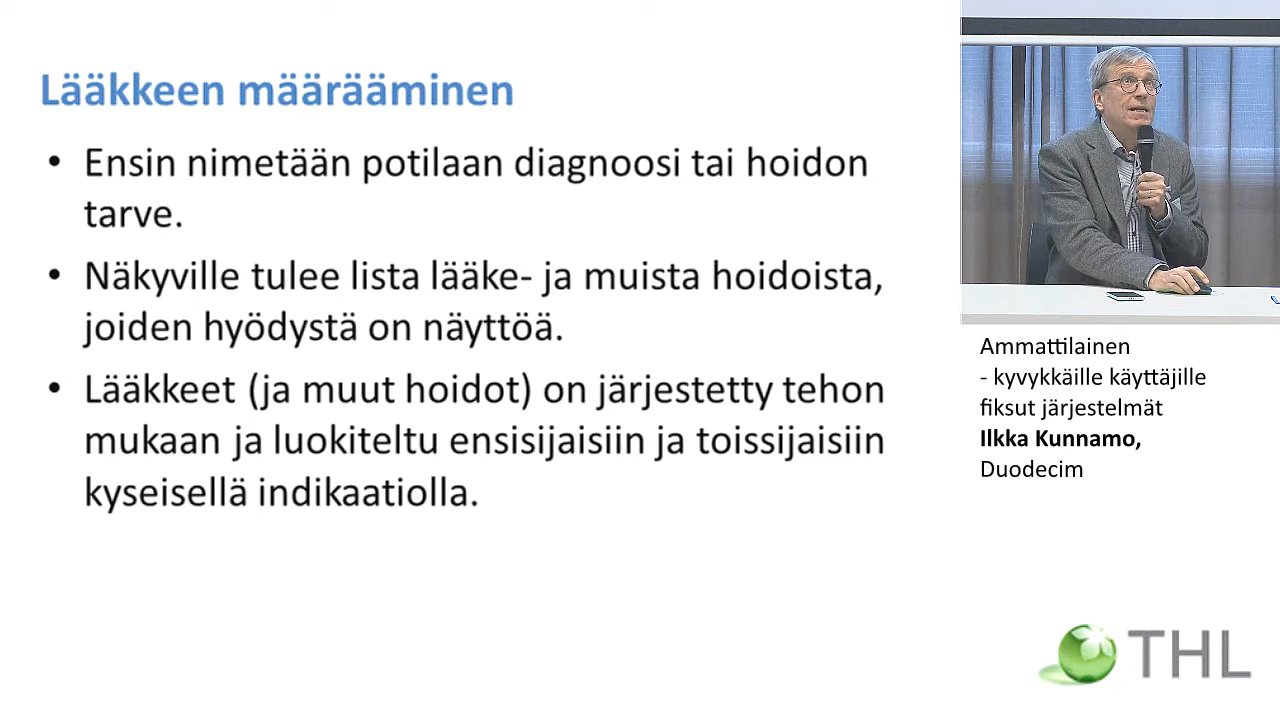 Lääkkeen määrääminen
• Ensin nimetään potilaan diagnoosi tai hoidon
tarve.
• Näkyville tulee lista lääke- ja muista hoidoista,
joiden hyödystä on näyttöä.
• Lääkkeet (ja muut hoidot) on järjestetty tehon
mukaan ja luokiteltu ensisijaisiin ja toissijaisiin
kyseisellä indikaatiolla.
Ammattilainen
- kyvykkäille käyttäjille
fiksut järjestelmät
Ilkka Kunnamo,
Duodecim
THL